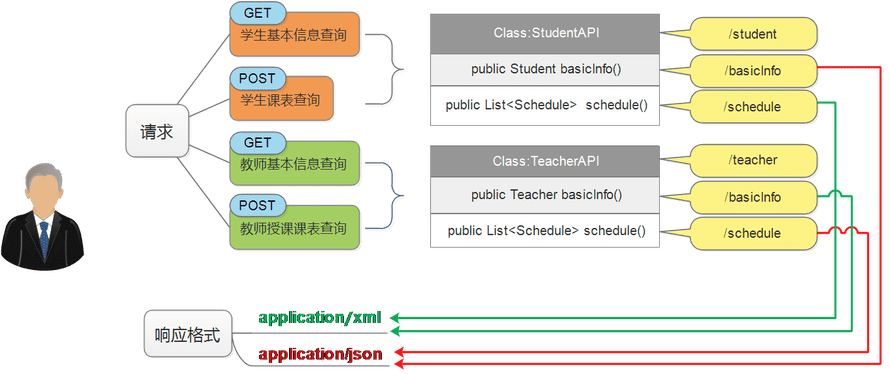 请求
GET
学生基本信息查询
POST
学生课表查询
GET
教师基本信息查询
POST
教师授课课表查询
Class:StudentAPI
/student
public Student basicInfo()
/basicInfo
public List<Schedule> schedule()
/schedule
Class:TeacherAPI
/teacher
public Teacher basicInfo()
/basicInfo
public List<Schedule> schedule()
/schedule
响应格式
application/xml
application/json